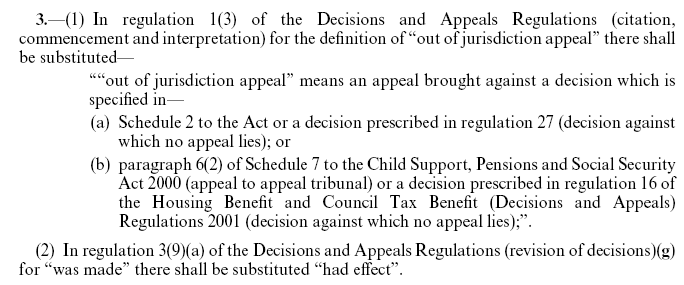 3.—(1) In regulation 1(3) of the Decisions and Appeals Regulations (citation,
commencement and interpretation) for the definition of “out of jurisdiction appeal” there shall
be substituted—
““out of jurisdiction appeal” means an appeal brought against a decision which is
specified in—
(a) Schedule 2 to the Act or a decision prescribed in regulation 27 (decision against
which no appeal lies); or
(b) paragraph 6(2) of Schedule 7 to the Child Support, Pensions and Social Security
Act 2000 (appeal to appeal tribunal) or a decision prescribed in regulation 16 of
the Housing Benefit and Council Tax Benefit (Decisions and Appeals)
Regulations 2001 (decision against which no appeal lies);”.
(2) In regulation 3(9)(a) of the Decisions and Appeals Regulations (revision of decisions)(g)
for “was made” there shall be substituted “had effect”.